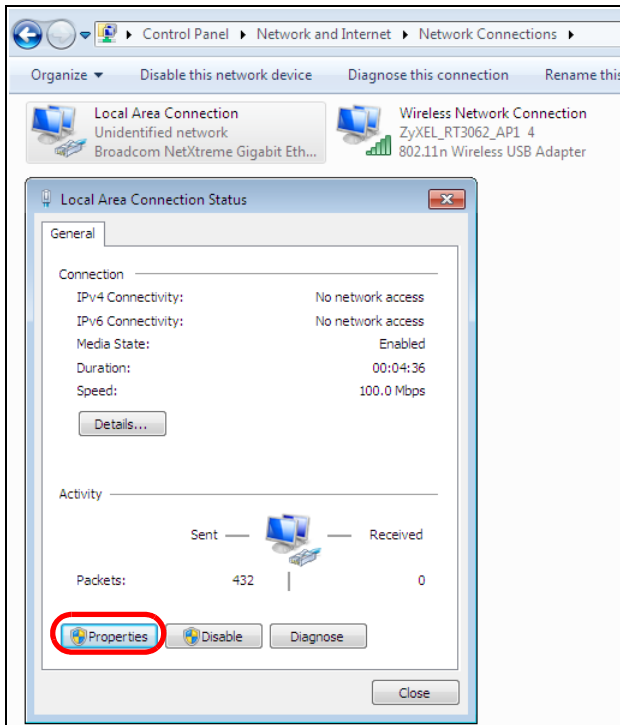 Control Panel ▸ Network and Internet ▸ Network Connections ▸
Organize ▾ Disable this network device Diagnose this connection Rename this
Local Area Connection
Unidentified network
Broadcom NetXtreme Gigabit Eth...
Wireless Network Connection
ZyXEL_RT3062_AP1 4
802.11n Wireless USB Adapter
Local Area Connection Status
General
Connection
IPv4 Connectivity: No network access
IPv6 Connectivity: No network access
Media State: Enabled
Duration: 00:04:36
Speed: 100.0 Mbps
Details...
Activity
Sent — — Received
Packets: 432 0
Properties Disable Diagnose
Close